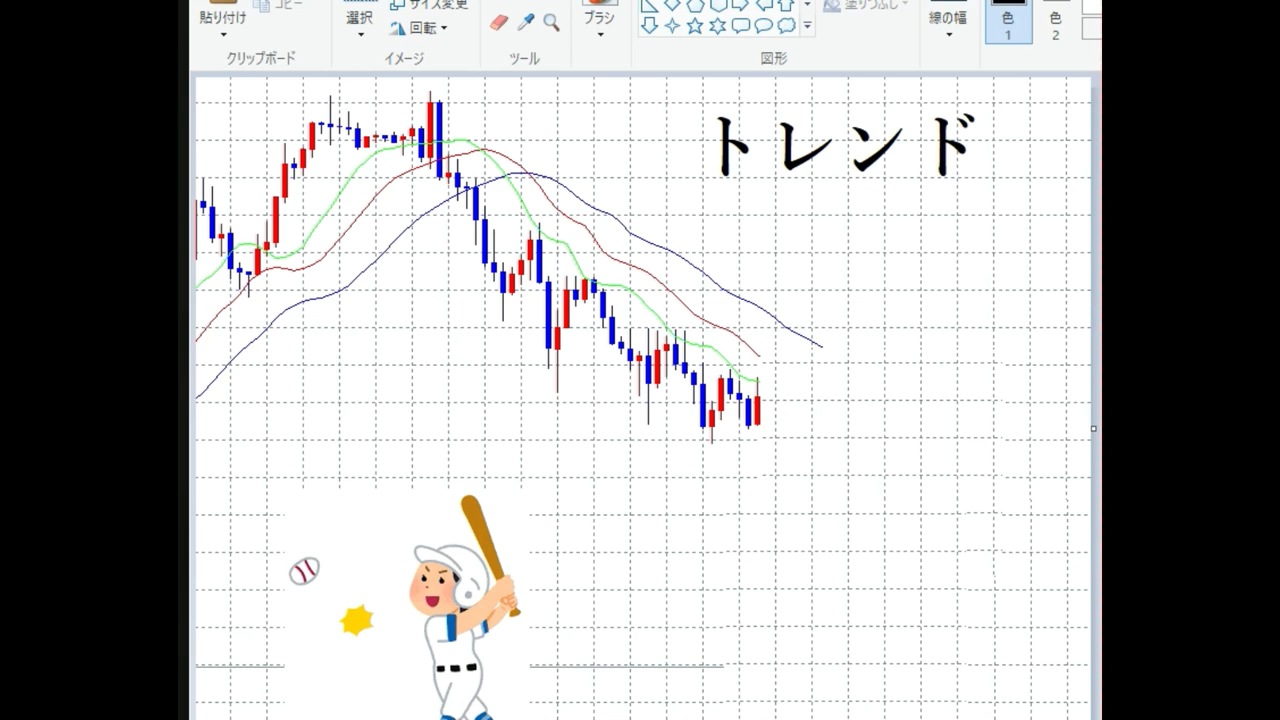 貼り付け
コピー
選択
サイズ変更
回転
ブラシ
塗りつぶし
線の幅
色
1
色
2
クリップボード
イメージ
ツール
図形
トレンド